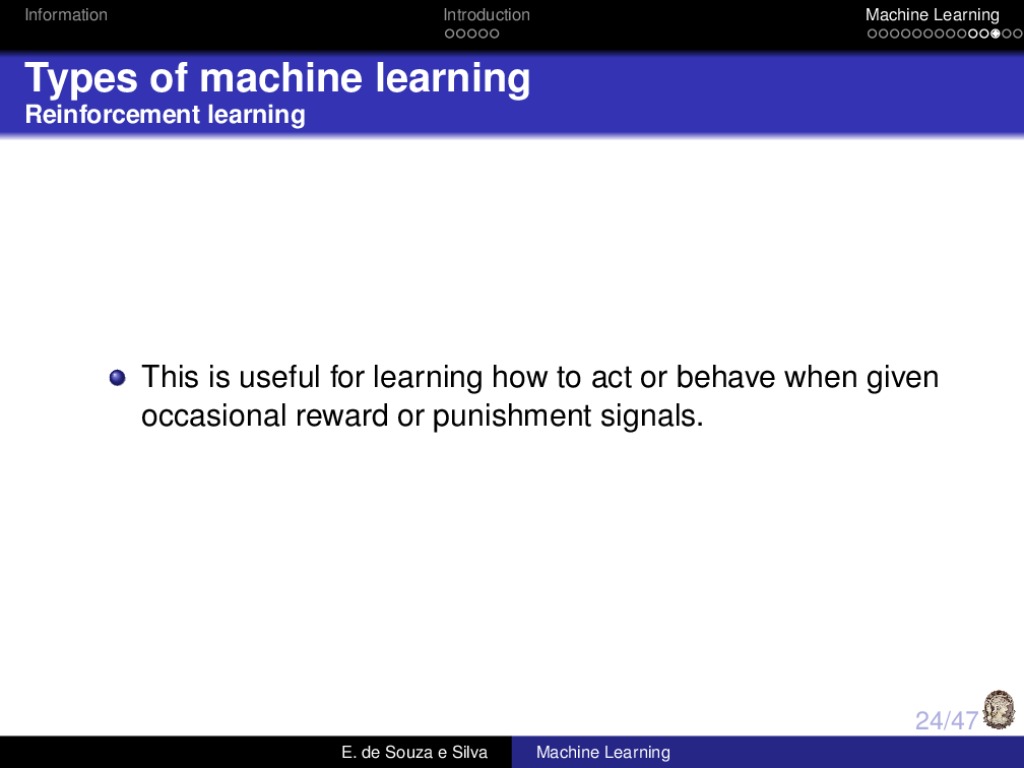 Information
Introduction
Machine Learning
Types of machine learning
Reinforcement learning
This is useful for learning how to act or behave when given
occasional reward or punishment signals.
24/47
E. de Souza e Silva
Machine Learning